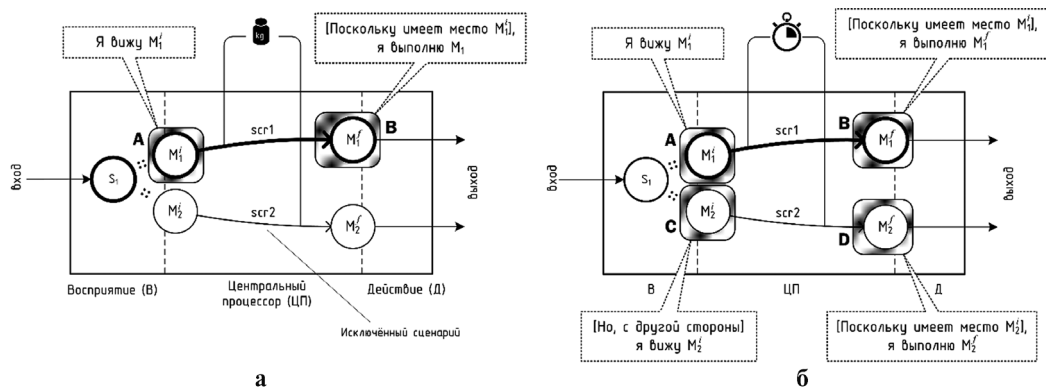 Я вижу M₁ⁱ
kg
[Поскольку имеет место M₁ⁱ],
я выполню M₁
вход
A
S₁
M₁ⁱ
scr1
M₁ᶠ
B
M₂ⁱ
scr2
M₂ᶠ
выход
Восприятие (В)
Центральный
процессор (ЦП)
Действие (Д)
Исключённый сценарий
а
Я вижу M₁ⁱ
[Поскольку имеет место M₁ⁱ],
я выполню M₁ᶠ
вход
A
S₁
M₁ⁱ
scr1
B
M₁ᶠ
C
M₂ⁱ
scr2
D
M₂ᶠ
выход
В
ЦП
Д
[Но, с другой стороны]
я вижу M₂ⁱ
[Поскольку имеет место M₂ⁱ],
я выполню M₂ᶠ
б